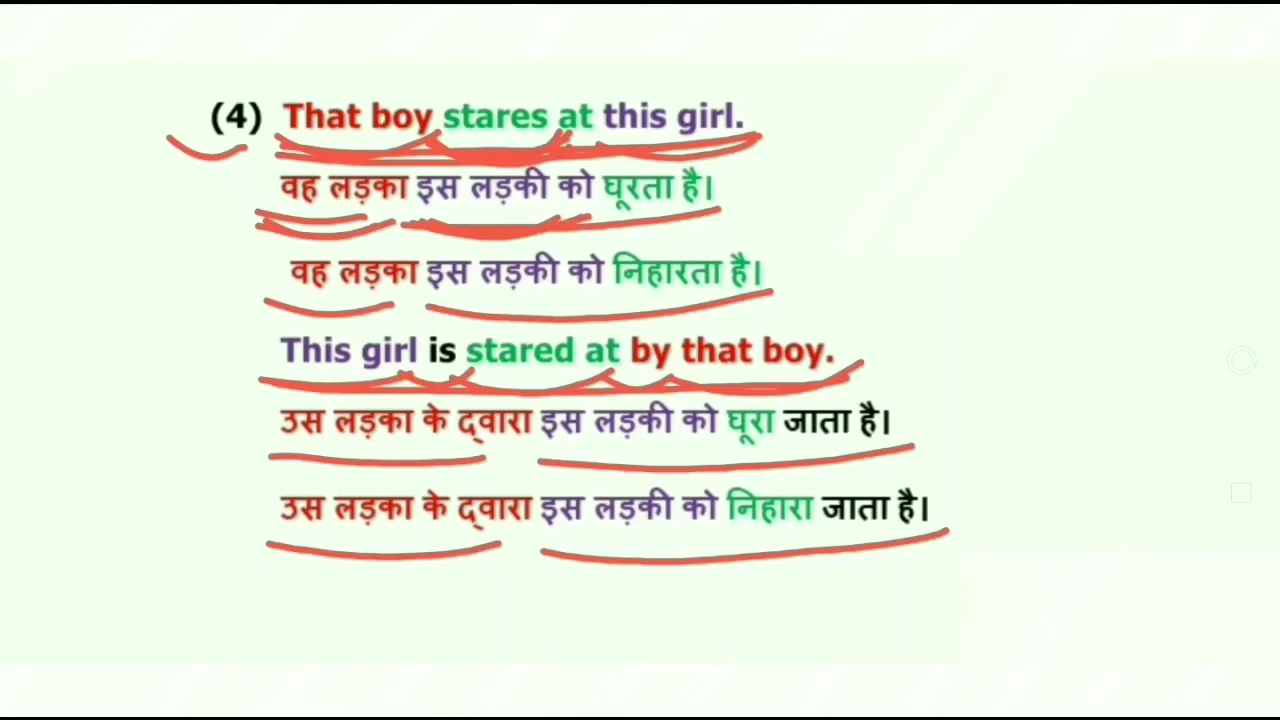 (4) That boy stares at this girl.
वह लड़का इस लड़की को घूरता है।
वह लड़का इस लड़की को निहारता है।
This girl is stared at by that boy.
उस लड़का के द्वारा इस लड़की को घूरा जाता है।
उस लड़का के द्वारा इस लड़की को निहारा जाता है।